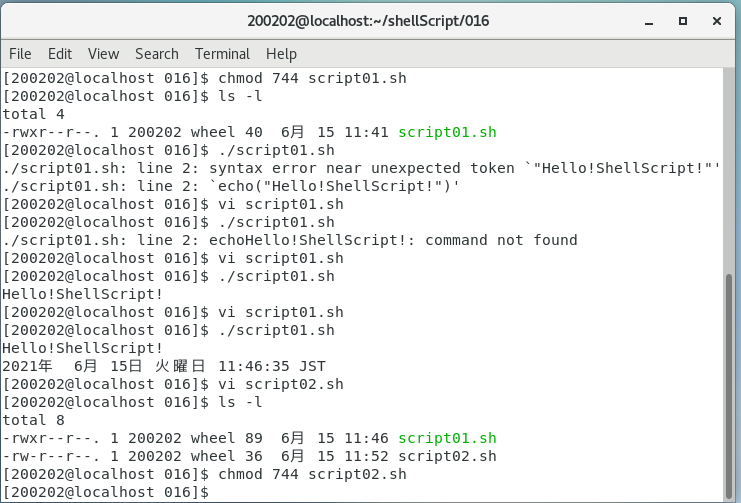 200202@localhost:~/shellScript/016
File Edit View Search Terminal Help
[200202@localhost 016]$ chmod 744 script01.sh
[200202@localhost 016]$ ls -l
total 4
-rwxr--r--. 1 200202 wheel 40  6月 15 11:41 script01.sh
[200202@localhost 016]$ ./script01.sh
./script01.sh: line 2: syntax error near unexpected token `"Hello!ShellScript!"'
./script01.sh: line 2: `echo("Hello!ShellScript!")'
[200202@localhost 016]$ vi script01.sh
[200202@localhost 016]$ ./script01.sh
./script01.sh: line 2: echoHello!ShellScript!: command not found
[200202@localhost 016]$ vi script01.sh
[200202@localhost 016]$ ./script01.sh
Hello!ShellScript!
[200202@localhost 016]$ vi script01.sh
[200202@localhost 016]$ ./script01.sh
Hello!ShellScript!
2021年  6月 15日 火曜日 11:46:35 JST
[200202@localhost 016]$ vi script02.sh
[200202@localhost 016]$ ls -l
total 8
-rwxr--r--. 1 200202 wheel 89  6月 15 11:46 script01.sh
-rw-r--r--. 1 200202 wheel 36  6月 15 11:52 script02.sh
[200202@localhost 016]$ chmod 744 script02.sh
[200202@localhost 016]$